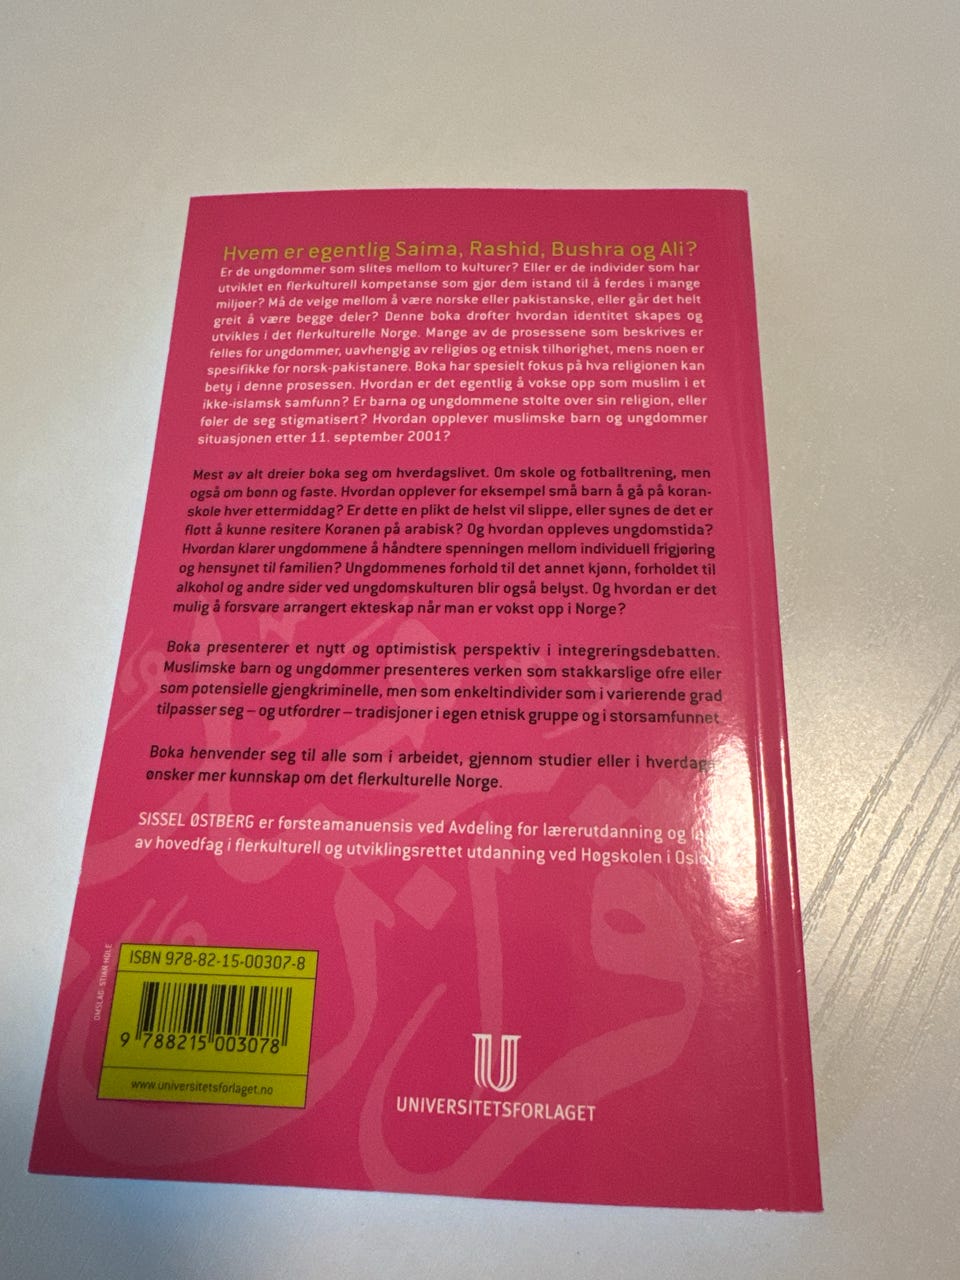 Hvem er egentlig Saima, Rashid, Bushra og Ali?
Er de ungdommer som slites mellom to kulturer? Eller er de individer som har
utviklet en flerkulturell kompetanse som gjør dem istand til å ferdes i mange
miljøer? Må de velge mellom å være norske eller pakistanske, eller går det helt
greit å være begge deler? Denne boka drøfter hvordan identitet skapes og
utvikles i det flerkulturelle Norge. Mange av de prosessene som beskrives er
felles for ungdommer, uavhengig av religiøs og etnisk tilhørighet, mens noen er
spesifikke for norsk-pakistanere. Boka har spesielt fokus på hva religionen kan
bety i denne prosessen. Hvordan er det egentlig å vokse opp som muslim i et
ikke-islamsk samfunn? Er barna og ungdommene stolte over sin religion, eller
føler de seg stigmatisert? Hvordan opplever muslimske barn og ungdommer
situasjonen etter 11. september 2001?
Mest av alt dreier boka seg om hverdagslivet. Om skole og fotballtrening, men
også om bønn og faste. Hvordan opplever for eksempel små barn å gå på koran-
skole hver ettermiddag? Er dette en plikt de helst vil slippe, eller synes de det er
flott å kunne resitere Koranen på arabisk? Og hvordan oppleves ungdomstida?
Hvordan klarer ungdommene å håndtere spenningen mellom individuell frigjøring
og hensynet til familien? Ungdommenes forhold til det annet kjønn, forholdet til
alkohol og andre sider ved ungdomskulturen blir også belyst. Og hvordan er det
mulig å forsvare arrangert ekteskap når man er vokst opp i Norge?
Boka presenterer et nytt og optimistisk perspektiv i integreringsdebatten.
Muslimske barn og ungdommer presenteres verken som stakkarslige ofre eller
som potensielle gjengkriminelle, men som enkeltindivider som i varierende grad
tilpasser seg – og utfordrer – tradisjoner i egen etnisk gruppe og i storsamfunnet
Boka henvender seg til alle som i arbeidet, gjennom studier eller i
ønsker mer kunnskap om det flerkulturelle Norge.
SISSEL ØSTBERG er førsteamanuensis ved Avdeling for lærerutdanning og
av hovedfag i flerkulturell og utviklingsrettet utdanning ved Høgskolen i Oslo
OMSLAG: STIAN HOLE
ISBN 978-82-15-00307-8
9 788215 003078
www.universitetsforlaget.no
UNIVERSITETSFORLAGET